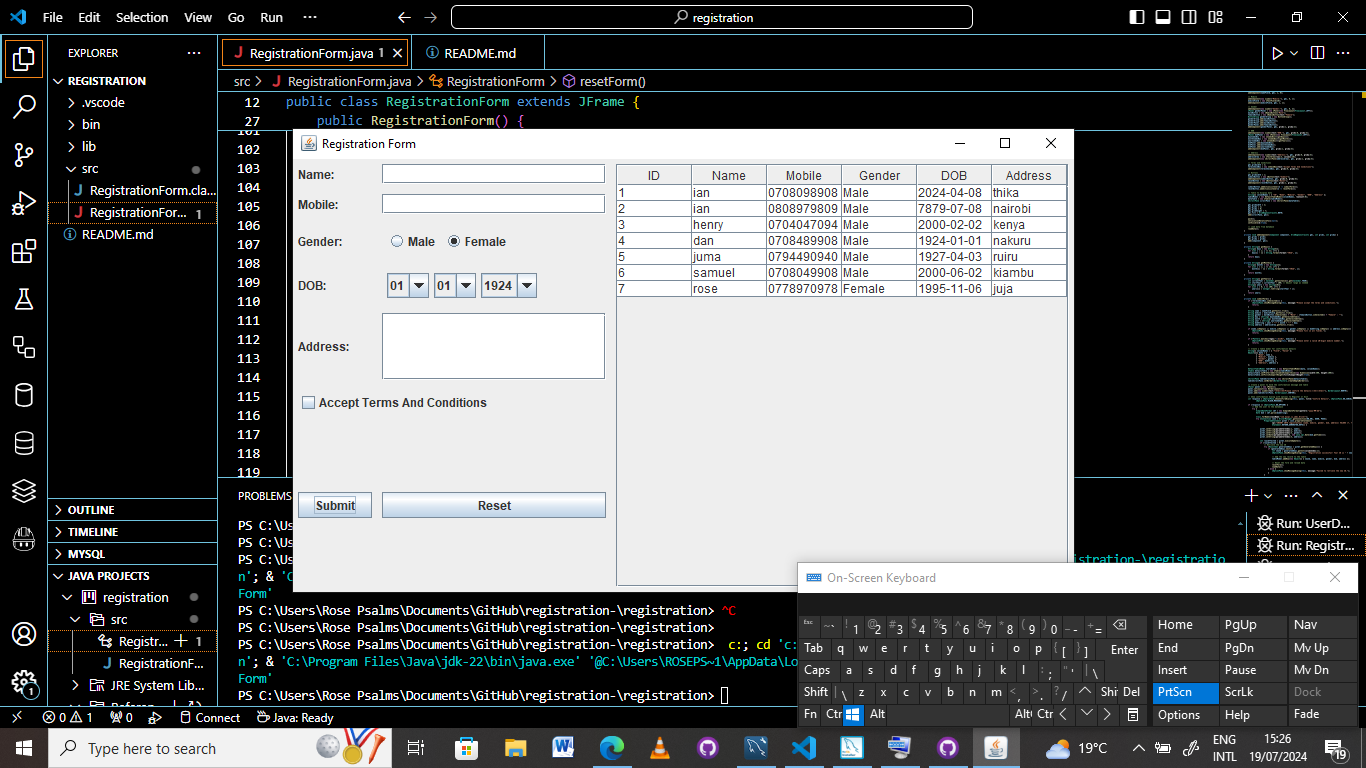 File Edit Selection View Go Run ··· registration
EXPLORER ···
REGISTRATION
.vscode
bin
lib
src
RegistrationForm.cla...
RegistrationFor... 1
README.md
OUTLINE
TIMELINE
MYSQL
JAVA PROJECTS
registration
src
Registr... 1
RegistrationF...
JRE System Lib...
RegistrationForm.java 1 README.md
src > RegistrationForm.java > RegistrationForm > resetForm()
12 public class RegistrationForm extends JFrame {
27 public RegistrationForm() {
101
102
103
104
105
106
107
108
109
110
111
112
113
114
115
116
117
118
119
Registration Form
Name:
Mobile:
Gender: Male Female
DOB: 01 01 1924
Address:
Accept Terms And Conditions
Submit Reset
ID Name Mobile Gender DOB Address
1 ian 0708098908 Male 2024-04-08 thika
2 ian 0808979809 Male 7879-07-08 nairobi
3 henry 0704047094 Male 2000-02-02 kenya
4 dan 0708489908 Male 1924-01-01 nakuru
5 juma 0794490940 Male 1927-04-03 ruiru
6 samuel 0708049908 Male 2000-06-02 kiambu
7 rose 0778970978 Female 1995-11-06 juja
PROBLEMS
PS C:\Us
PS C:\Us
PS C:\Us istration-\registratio
n'; & 'C
Form'
PS C:\Users\Rose Psalms\Documents\GitHub\registration-\registration> ^C
PS C:\Users\Rose Psalms\Documents\GitHub\registration-\registration>
PS C:\Users\Rose Psalms\Documents\GitHub\registration-\registration> c:; cd 'c:
n'; & 'C:\Program Files\Java\jdk-22\bin\java.exe' '@C:\Users\ROSEPS~1\AppData\Lo
Form'
PS C:\Users\Rose Psalms\Documents\GitHub\registration-\registration>
Run: UserD...
Run: Registr...
On-Screen Keyboard
Esc ~ ` ! 1 @ 2 # 3 $ 4 % 5 ^ 6 & 7 * 8 ( 9 ) 0 _ - + = Home PgUp Nav
Tab q w e r t y u i o p { [ } ] Enter End PgDn Mv Up
Caps a s d f g h j k l : ; " ' | \ Insert Pause Mv Dn
Shift | \ z x c v b n m < , > . ? / Shi Del PrtScn ScrLk Dock
Fn Ctr Alt Alt Ctr Options Help Fade
0 1 0 Connect Java: Ready
Type here to search
19°C
ENG
INTL
15:26
19/07/2024
19